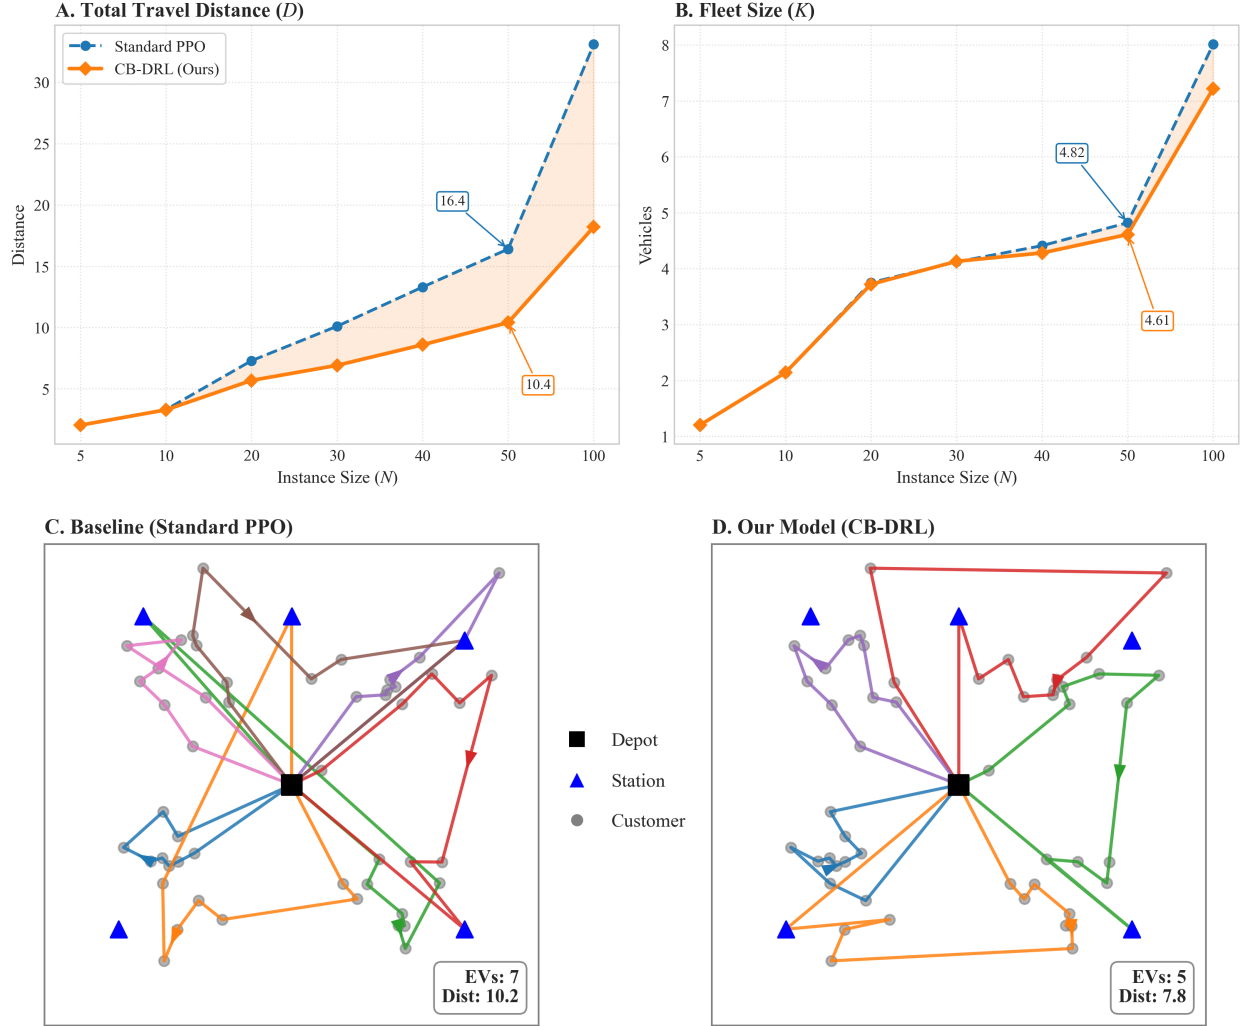 A. Total Travel Distance (D)
Standard PPO
CB-DRL (Ours)
Distance
30
25
20
15
10
5
16.4
10.4
5 10 20 30 40 50 100
Instance Size (N)
B. Fleet Size (K)
Vehicles
8
7
6
5
4
3
2
1
4.82
4.61
5 10 20 30 40 50 100
Instance Size (N)
C. Baseline (Standard PPO)
EVs: 7
Dist: 10.2
Depot
Station
Customer
D. Our Model (CB-DRL)
EVs: 5
Dist: 7.8